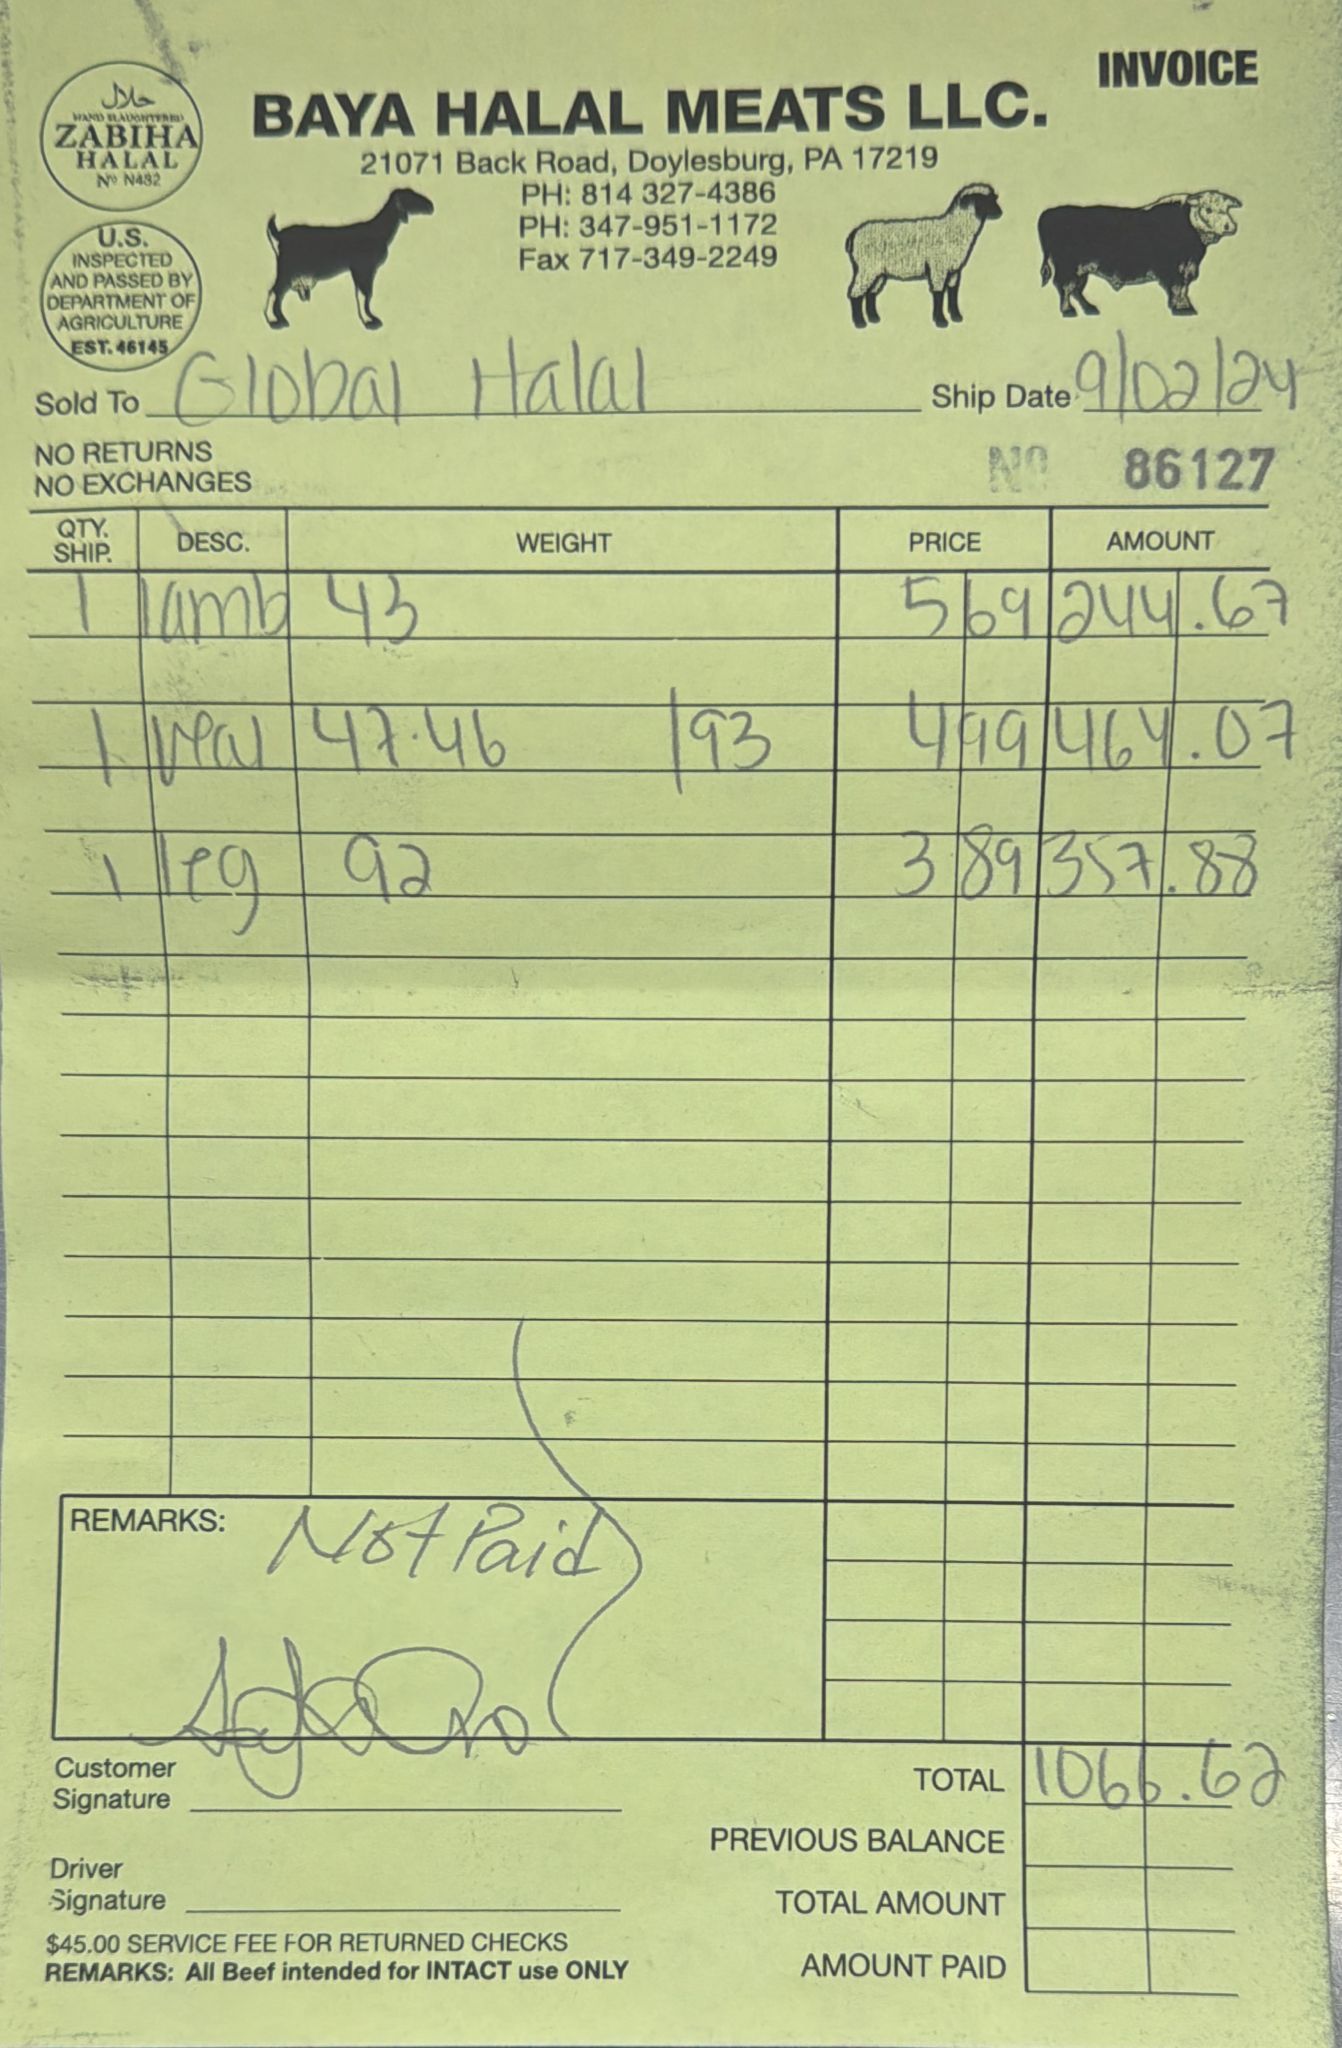 INVOICE
حلال
HAND SLAUGHTERED
ZABIHA
HALAL
Nº N482
BAYA HALAL MEATS LLC.
21071 Back Road, Doylesburg, PA 17219
PH: 814 327-4386
PH: 347-951-1172
Fax 717-349-2249
U.S.
INSPECTED
AND PASSED BY
DEPARTMENT OF
AGRICULTURE
EST. 46145
Sold To Global Halal Ship Date 9/02/24
NO RETURNS
NO EXCHANGES
Nº 86127
QTY. SHIP. DESC. WEIGHT PRICE AMOUNT
1 lamb 43 5 69 244.67
1 veal 47.46 /93 4 99 464.07
1 leg 92 3 89 357.88
REMARKS: Not Paid
Customer
Signature
TOTAL 1066.62
PREVIOUS BALANCE
Driver
Signature
TOTAL AMOUNT
$45.00 SERVICE FEE FOR RETURNED CHECKS
REMARKS: All Beef intended for INTACT use ONLY
AMOUNT PAID